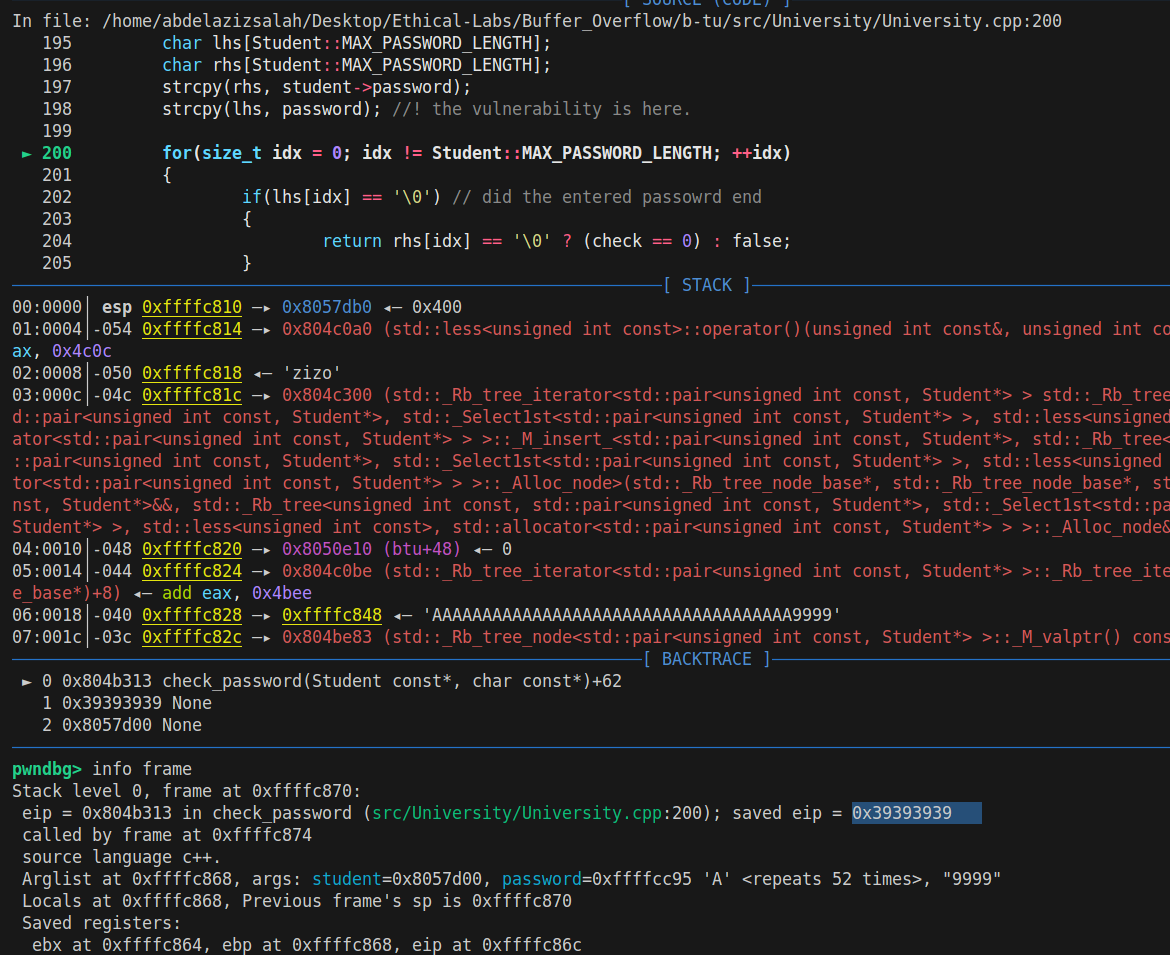 [ SOURCE (CODE) ]
In file: /home/abdelazizsalah/Desktop/Ethical-Labs/Buffer_Overflow/b-tu/src/University/University.cpp:200
195 char lhs[Student::MAX_PASSWORD_LENGTH];
196 char rhs[Student::MAX_PASSWORD_LENGTH];
197 strcpy(rhs, student->password);
198 strcpy(lhs, password); //! the vulnerability is here.
199
► 200 for(size_t idx = 0; idx != Student::MAX_PASSWORD_LENGTH; ++idx)
201 {
202 if(lhs[idx] == '\0') // did the entered passowrd end
203 {
204 return rhs[idx] == '\0' ? (check == 0) : false;
205 }
[ STACK ]
00:0000│ esp 0xffffc810 —▸ 0x8057db0 ◂— 0x400
01:0004│-054 0xffffc814 —▸ 0x804c0a0 (std::less<unsigned int const>::operator()(unsigned int const&, unsigned int co
ax, 0x4c0c
02:0008│-050 0xffffc818 ◂— 'zizo'
03:000c│-04c 0xffffc81c —▸ 0x804c300 (std::_Rb_tree_iterator<std::pair<unsigned int const, Student*> > std::_Rb_tree
d::pair<unsigned int const, Student*>, std::_Select1st<std::pair<unsigned int const, Student*> >, std::less<unsigned
ator<std::pair<unsigned int const, Student*> > >::_M_insert_<std::pair<unsigned int const, Student*>, std::_Rb_tree<
::pair<unsigned int const, Student*>, std::_Select1st<std::pair<unsigned int const, Student*> >, std::less<unsigned
tor<std::pair<unsigned int const, Student*> > >::_Alloc_node>(std::_Rb_tree_node_base*, std::_Rb_tree_node_base*, st
nst, Student*>&&, std::_Rb_tree<unsigned int const, std::pair<unsigned int const, Student*>, std::_Select1st<std::pa
Student*> >, std::less<unsigned int const>, std::allocator<std::pair<unsigned int const, Student*> > >::_Alloc_node&
04:0010│-048 0xffffc820 —▸ 0x8050e10 (btu+48) ◂— 0
05:0014│-044 0xffffc824 —▸ 0x804c0be (std::_Rb_tree_iterator<std::pair<unsigned int const, Student*> >::_Rb_tree_ite
e_base*)+8) ◂— add eax, 0x4bee
06:0018│-040 0xffffc828 —▸ 0xffffc848 ◂— 'AAAAAAAAAAAAAAAAAAAAAAAAAAAAAAAAAAAA9999'
07:001c│-03c 0xffffc82c —▸ 0x804be83 (std::_Rb_tree_node<std::pair<unsigned int const, Student*> >::_M_valptr() cons
[ BACKTRACE ]
► 0 0x804b313 check_password(Student const*, char const*)+62
1 0x39393939 None
2 0x8057d00 None
pwndbg> info frame
Stack level 0, frame at 0xffffc870:
eip = 0x804b313 in check_password (src/University/University.cpp:200); saved eip = 0x39393939
called by frame at 0xffffc874
source language c++.
Arglist at 0xffffc868, args: student=0x8057d00, password=0xffffcc95 'A' <repeats 52 times>, "9999"
Locals at 0xffffc868, Previous frame's sp is 0xffffc870
Saved registers:
ebx at 0xffffc864, ebp at 0xffffc868, eip at 0xffffc86c